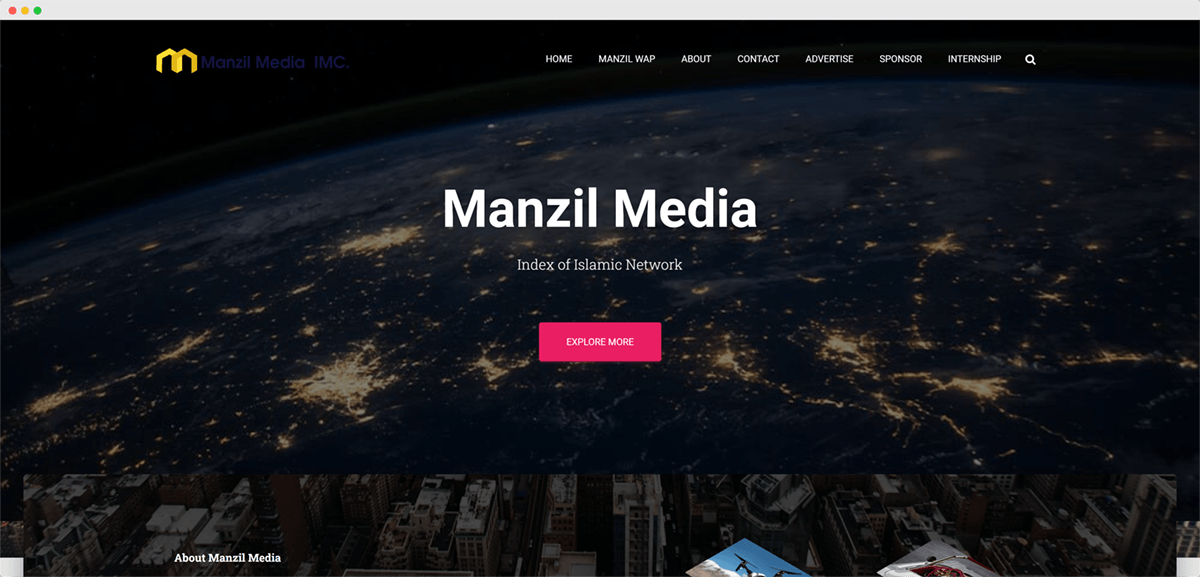 Manzil Media IMC.
HOME MANZIL WAP ABOUT CONTACT ADVERTISE SPONSOR INTERNSHIP
Manzil Media
Index of Islamic Network
EXPLORE MORE
About Manzil Media